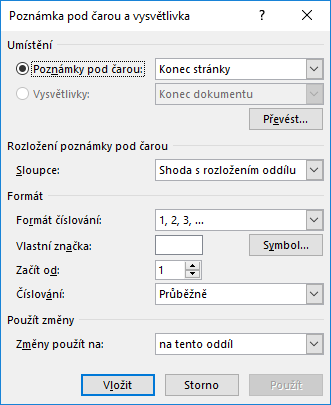 Poznámka pod čarou a vysvětlivka
Umístění
Poznámky pod čarou: Konec stránky
Vysvětlivky: Konec dokumentu
Převést...
Rozložení poznámky pod čarou
Sloupce: Shoda s rozložením oddílu
Formát
Formát číslování: 1, 2, 3, ...
Vlastní značka: Symbol...
Začít od: 1
Číslování: Průběžně
Použít změny
Změny použít na: na tento oddíl
Vložit Storno Použít